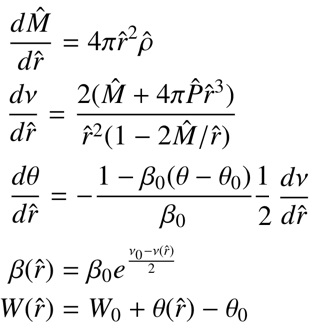 \frac{d\hat{M}}{d\hat{r}} = 4\pi\hat{r}^2\hat{\rho}
\frac{d\nu}{d\hat{r}} = \frac{2(\hat{M} + 4\pi\hat{P}\hat{r}^3)}{\hat{r}^2(1 - 2\hat{M}/\hat{r})}
\frac{d\theta}{d\hat{r}} = -\frac{1 - \beta_0(\theta - \theta_0)}{\beta_0}\frac{1}{2}\frac{d\nu}{d\hat{r}}
\beta(\hat{r}) = \beta_0 e^{\frac{\nu_0 - \nu(\hat{r})}{2}}
W(\hat{r}) = W_0 + \theta(\hat{r}) - \theta_0